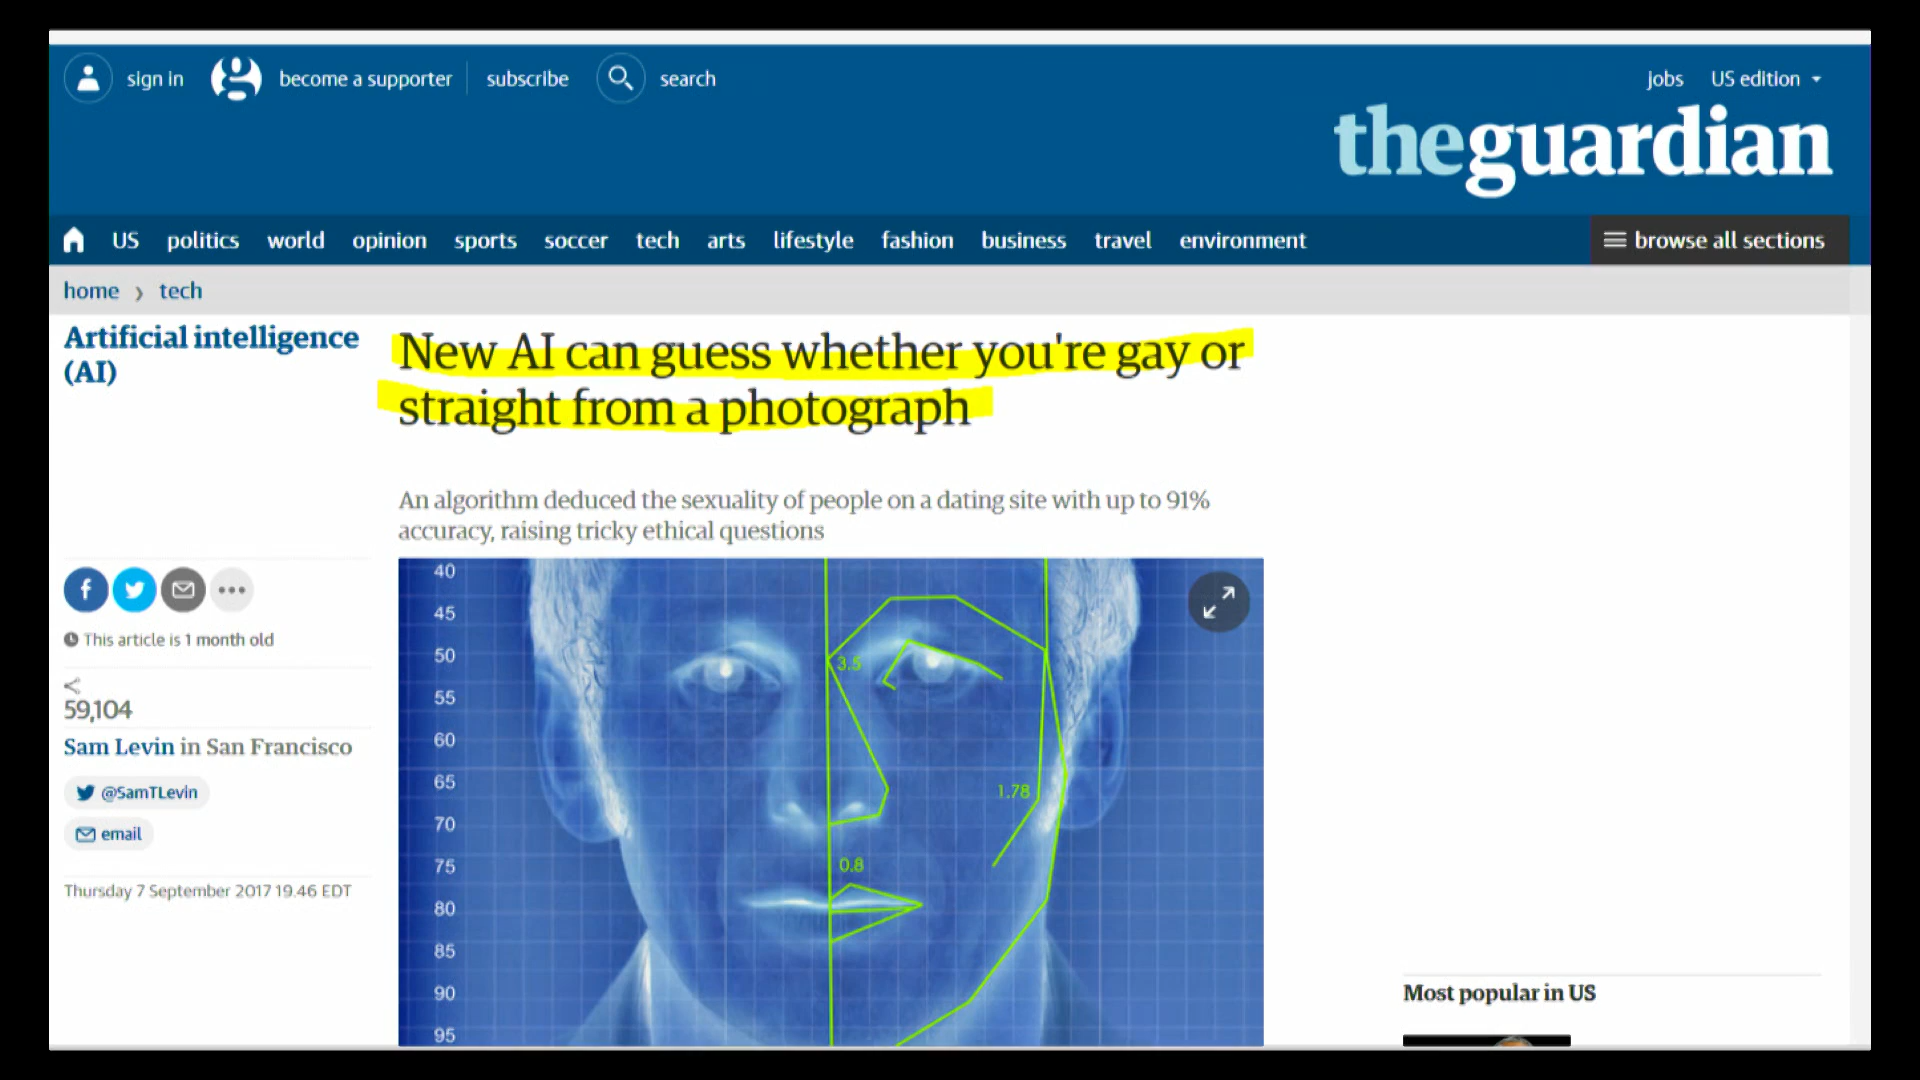 sign in become a supporter subscribe search jobs US edition
theguardian
US politics world opinion sports soccer tech arts lifestyle fashion business travel environment browse all sections
home › tech
Artificial intelligence
(AI)
New AI can guess whether you're gay or
straight from a photograph
An algorithm deduced the sexuality of people on a dating site with up to 91%
accuracy, raising tricky ethical questions
This article is 1 month old
59,104
Sam Levin in San Francisco
@SamTLevin
email
Thursday 7 September 2017 19.46 EDT
40
45
50
3.5
55
60
65
1.78
70
75
0.8
80
85
90
95
Most popular in US